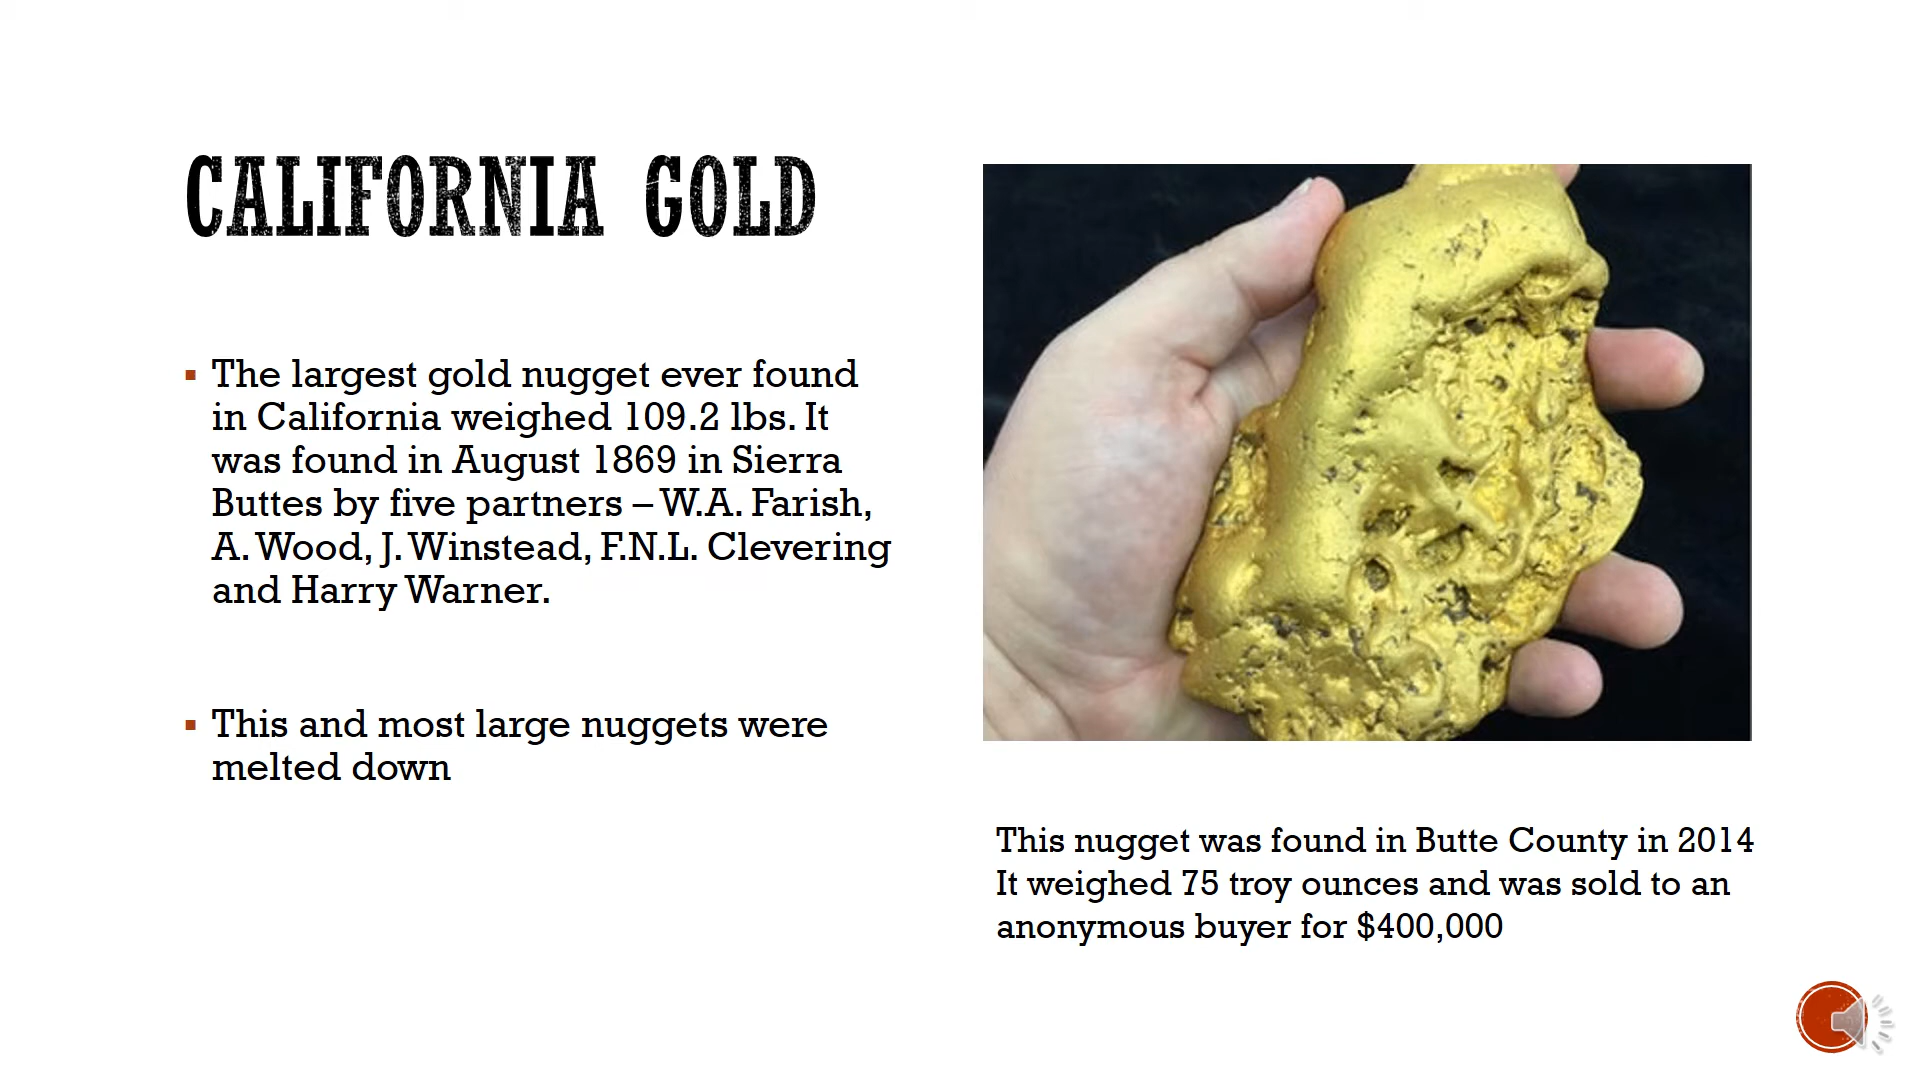 CALIFORNIA GOLD
▪ The largest gold nugget ever found
in California weighed 109.2 lbs. It
was found in August 1869 in Sierra
Buttes by five partners – W.A. Farish,
A. Wood, J. Winstead, F.N.L. Clevering
and Harry Warner.
▪ This and most large nuggets were
melted down
This nugget was found in Butte County in 2014
It weighed 75 troy ounces and was sold to an
anonymous buyer for $400,000